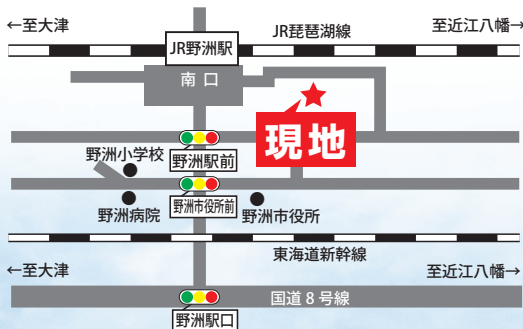 ←至大津
JR野洲駅
JR琵琶湖線
至近江八幡→
南口
現地
野洲小学校
野洲駅前
野洲病院
野洲市役所前
野洲市役所
東海道新幹線
←至大津
至近江八幡→
国道8号線
野洲駅口